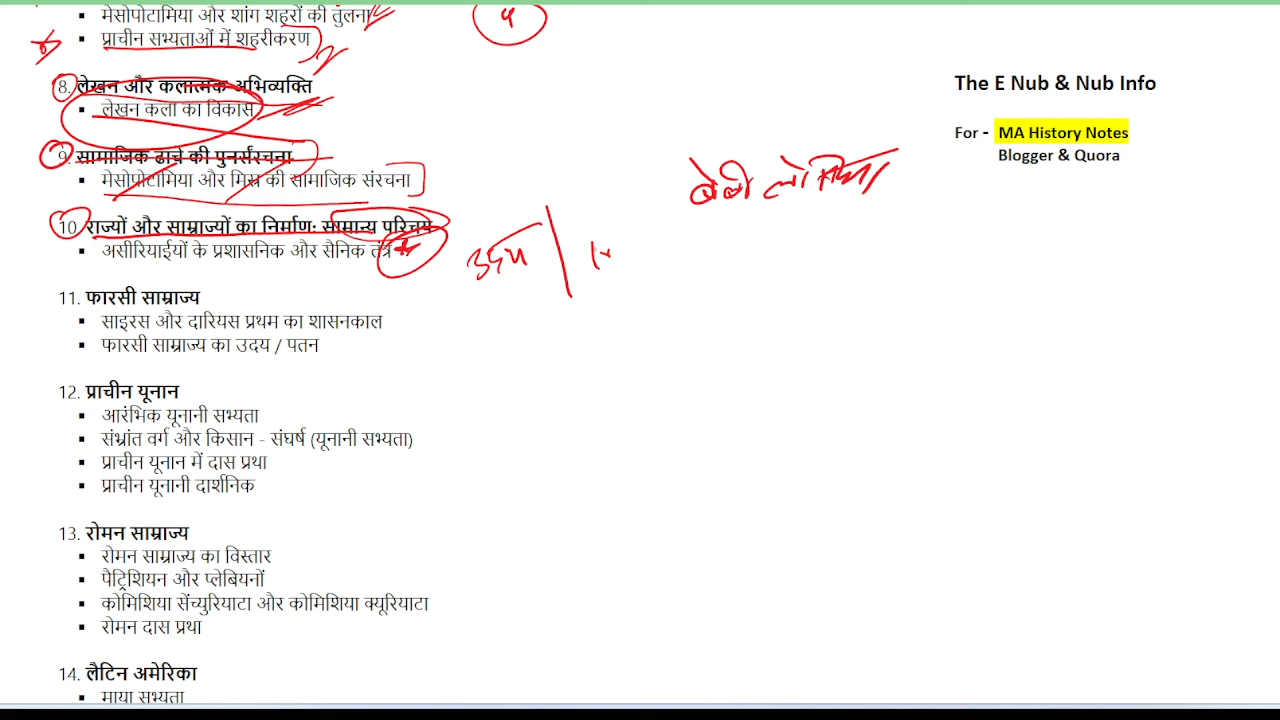 ▪ मेसोपोटामिया और शांग शहरों की तुलना
५
▪ प्राचीन सभ्यताओं में शहरीकरण
8. लेखन और कलात्मक अभिव्यक्ति
▪ लेखन कला का विकास
9. सामाजिक ढांचे की पुनर्संरचना
▪ मेसोपोटामिया और मिस्र की सामाजिक संरचना
10. राज्यों और साम्राज्यों का निर्माण: सामान्य परिचय
▪ असीरियाईयों के प्रशासनिक और सैनिक तंत्र
उदय
11. फारसी साम्राज्य
▪ साइरस और दारियस प्रथम का शासनकाल
▪ फारसी साम्राज्य का उदय / पतन
12. प्राचीन यूनान
▪ आरंभिक यूनानी सभ्यता
▪ संभ्रांत वर्ग और किसान - संघर्ष (यूनानी सभ्यता)
▪ प्राचीन यूनान में दास प्रथा
▪ प्राचीन यूनानी दार्शनिक
13. रोमन साम्राज्य
▪ रोमन साम्राज्य का विस्तार
▪ पैट्रिशियन और प्लेबियनों
▪ कोमिशिया सेंच्युरियाटा और कोमिशिया क्यूरियाटा
▪ रोमन दास प्रथा
14. लैटिन अमेरिका
▪ माया सभ्यता
The E Nub & Nub Info
For - MA History Notes
Blogger & Quora
बेबीलोनिया